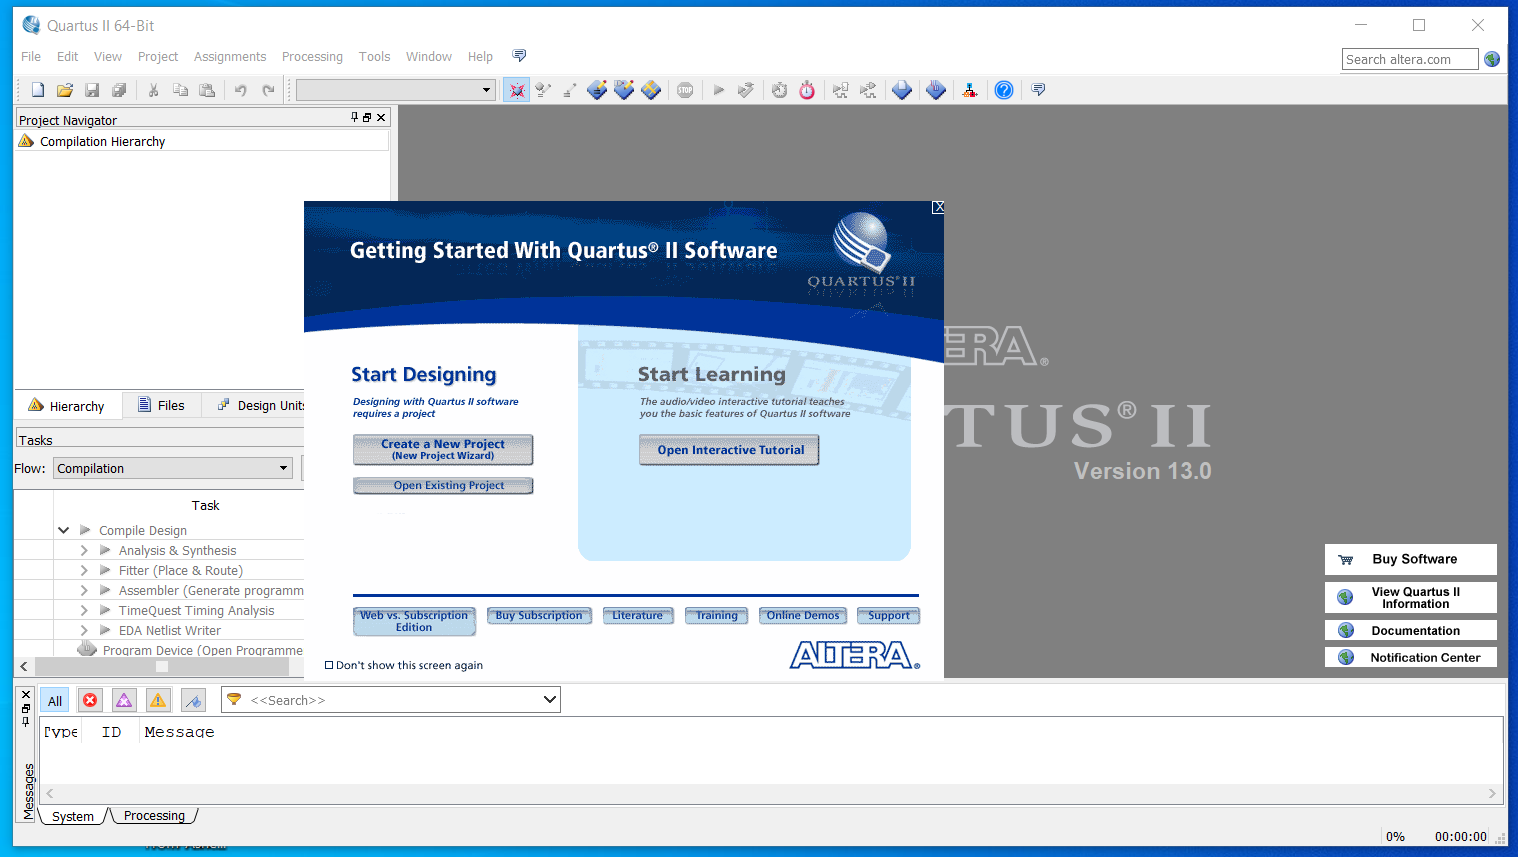 Quartus II 64-Bit
File Edit View Project Assignments Processing Tools Window Help
Search altera.com
STOP
Project Navigator
Compilation Hierarchy
Getting Started With Quartus® II Software
QUARTUS® II
Start Designing
Designing with Quartus II software
requires a project
Create a New Project
(New Project Wizard)
Open Existing Project
Start Learning
The audio/video interactive tutorial teaches
you the basic features of Quartus II software
Open Interactive Tutorial
Web vs. Subscription
Edition
Buy Subscription
Literature
Training
Online Demos
Support
Don't show this screen again
ALTERA®
TERA®
TUS® II
Version 13.0
Buy Software
View Quartus II
Information
Documentation
Notification Center
Hierarchy Files Design Units
Tasks
Flow: Compilation
Task
Compile Design
Analysis & Synthesis
Fitter (Place & Route)
Assembler (Generate programm
TimeQuest Timing Analysis
EDA Netlist Writer
Program Device (Open Programme
All
<<Search>>
Type ID Message
Messages
System Processing
0% 00:00:00